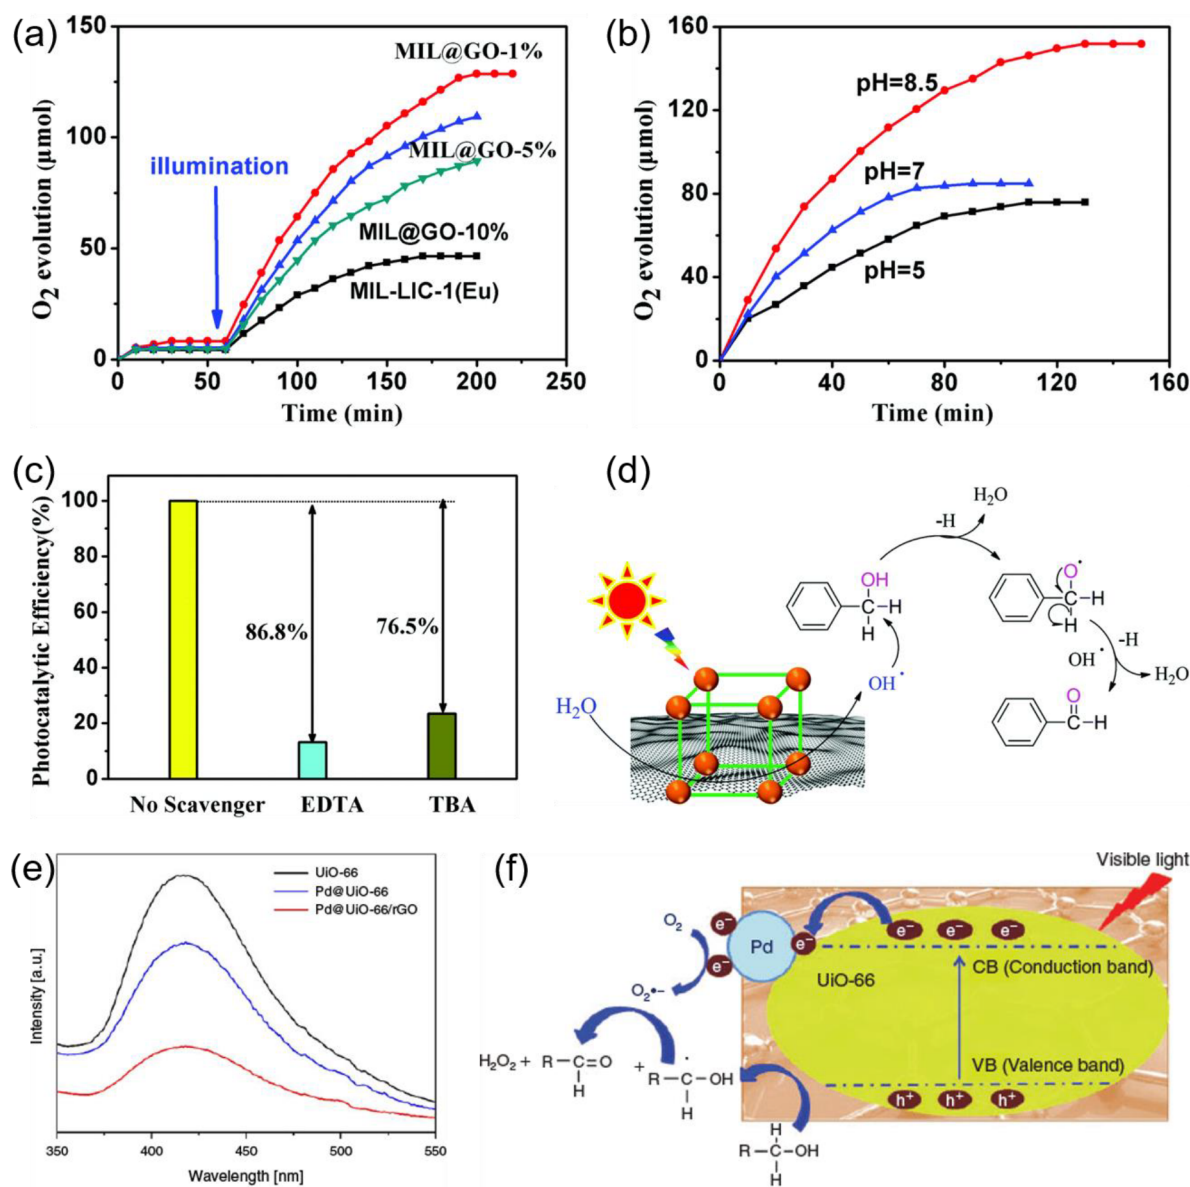 (a)
150
100
50
0
O2 evolution (μmol)
MIL@GO-1%
MIL@GO-5%
illumination
MIL@GO-10%
MIL-LIC-1(Eu)
0 50 100 150 200 250
Time (min)
(b)
160
120
80
40
0
O2 evolution (μmol)
pH=8.5
pH=7
pH=5
0 40 80 120 160
Time (min)
(c)
100
80
60
40
20
0
Photocatalytic Efficiency(%)
86.8%
76.5%
No Scavenger EDTA TBA
(d)
H2O
-H
OH
C-H
H
O•
C-H
H
-H
OH•
H2O
H2O
OH•
O
C-H
(e)
UiO-66
Pd@UiO-66
Pd@UiO-66/rGO
Intensity [a.u.]
350 400 450 500 550
Wavelength [nm]
(f)
Visible light
O2
e− e− e− e−
Pd
e−
e−
UiO-66
CB (Conduction band)
O2•−
VB (Valence band)
H2O2 + R−C=O + R−C•−OH
H H
h+ h+ h+
H
R−C−OH
H